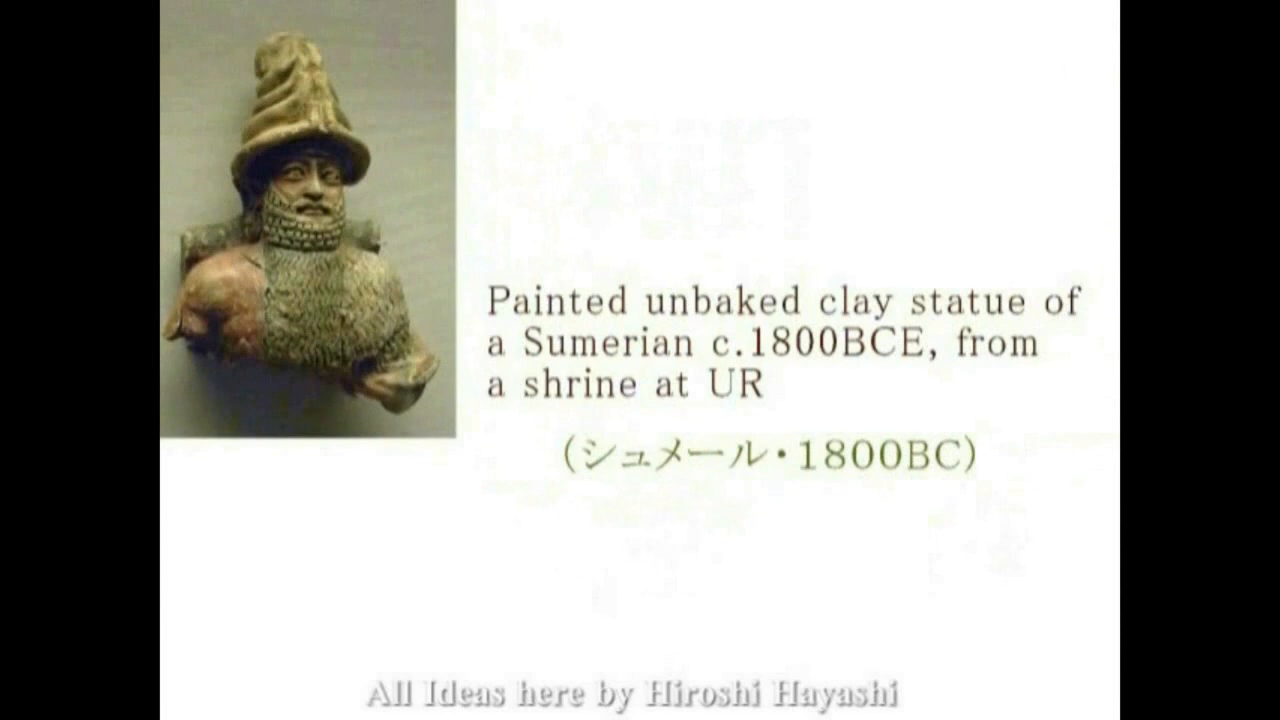 Painted unbaked clay statue of
a Sumerian c.1800BCE, from
a shrine at UR
(シュメール・1800BC)
All Ideas here by Hiroshi Hayashi